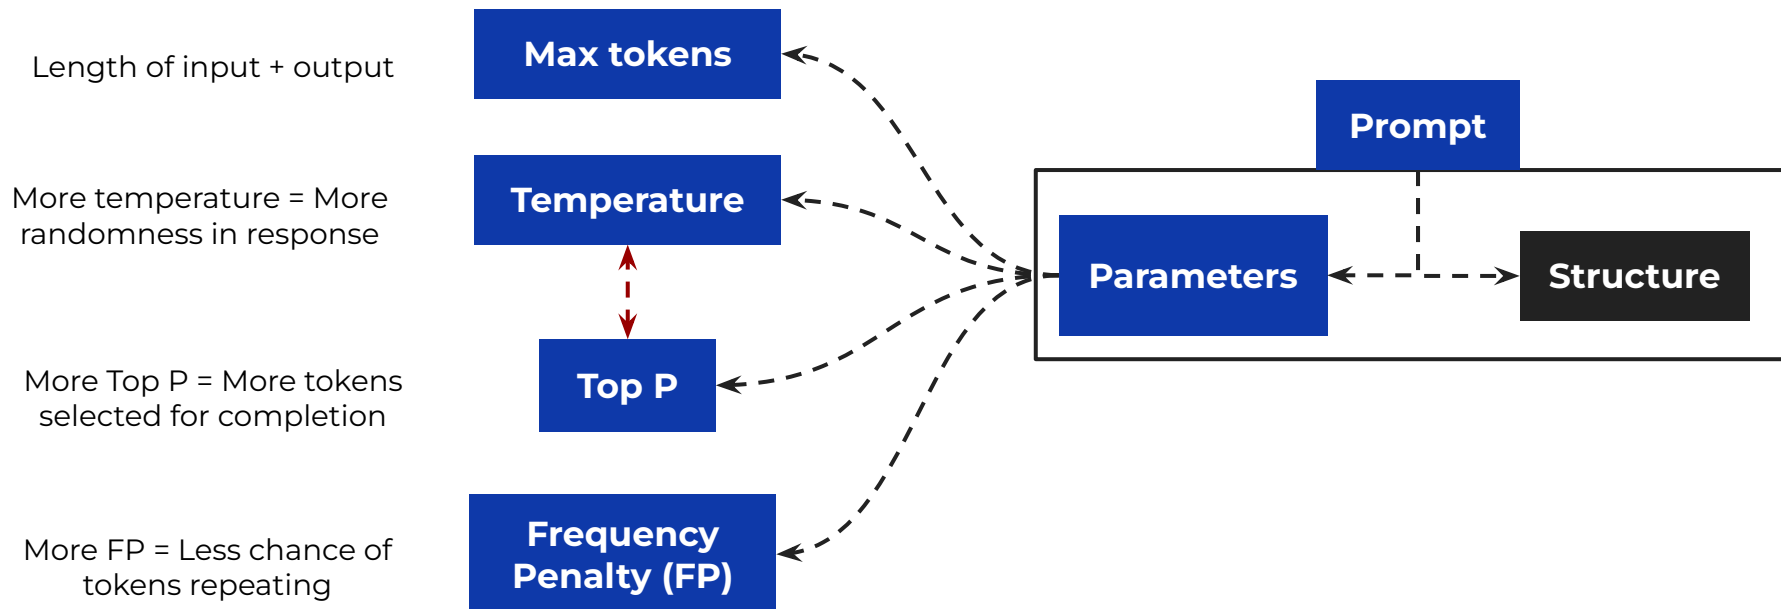 Length of input + output
Max tokens
Prompt
More temperature = More
randomness in response
Temperature
Parameters
Structure
More Top P = More tokens
selected for completion
Top P
More FP = Less chance of
tokens repeating
Frequency
Penalty (FP)